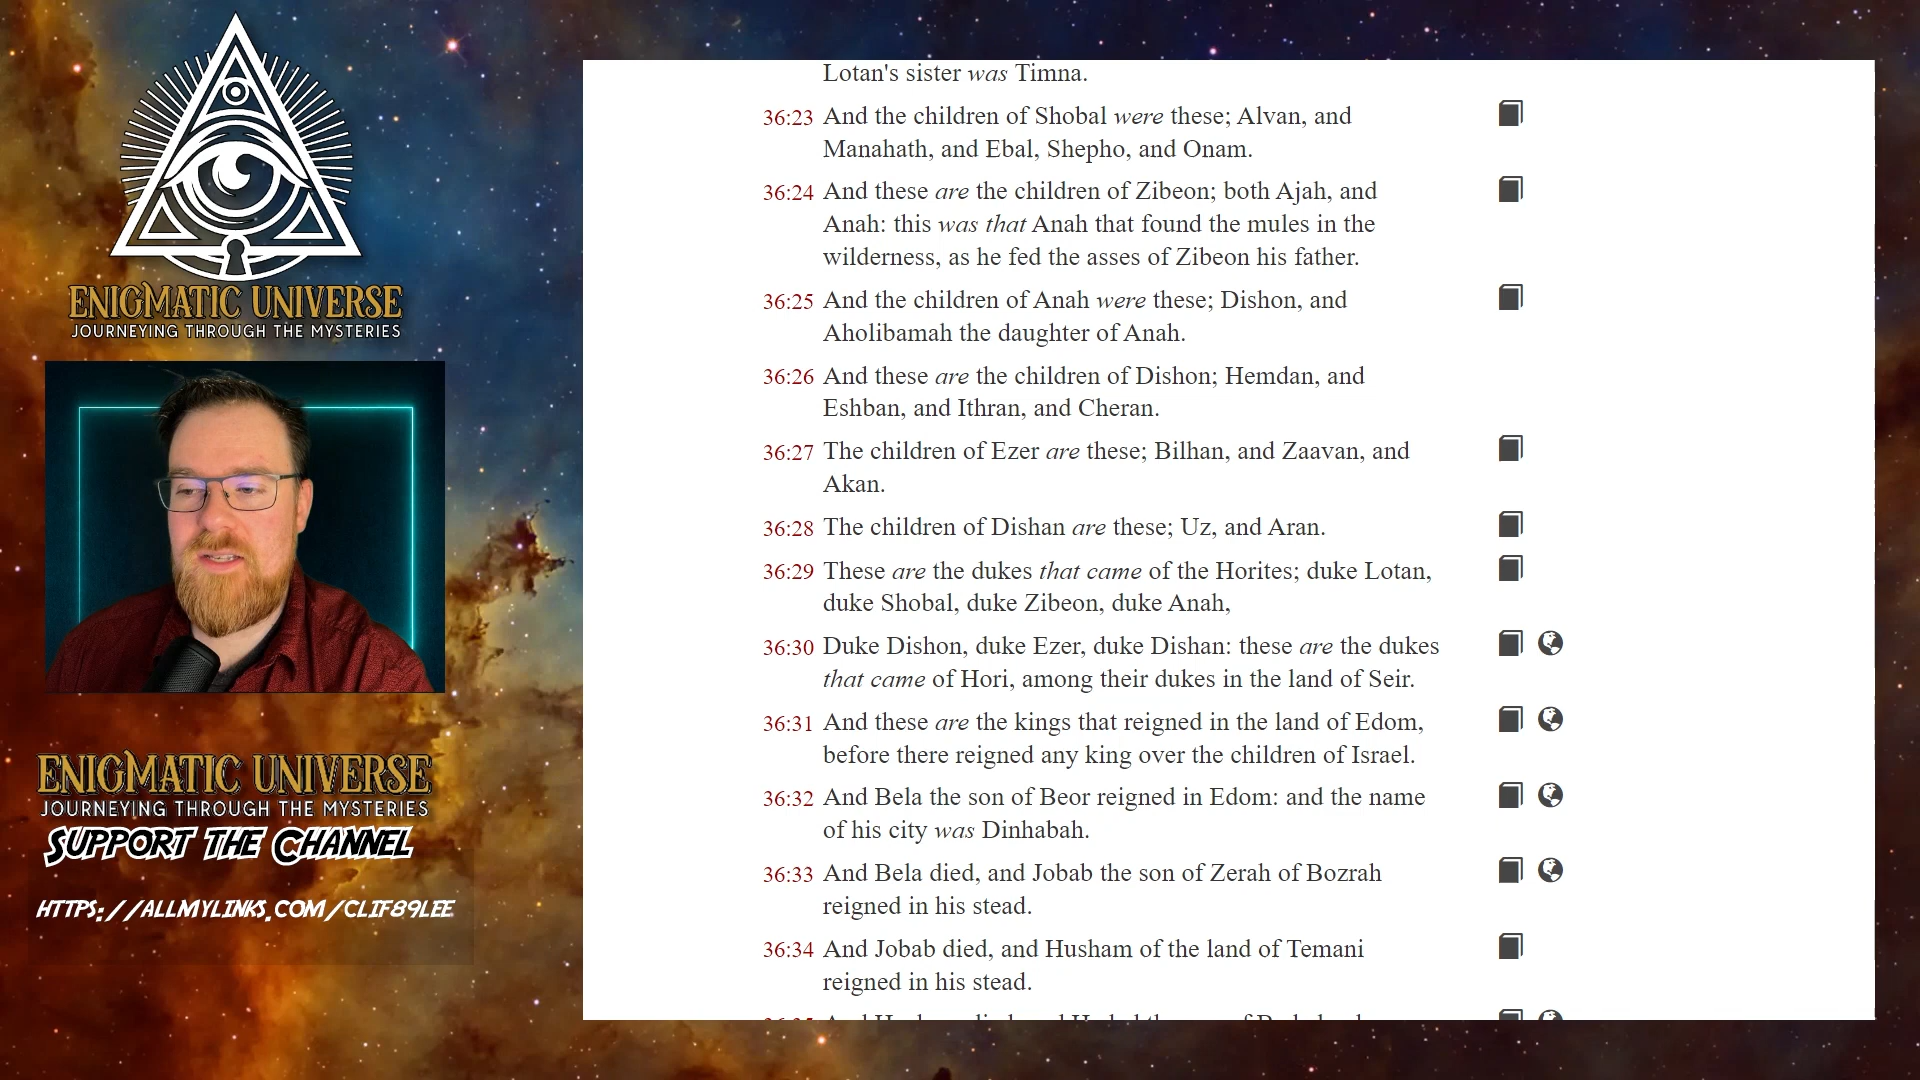 ENIGMATIC UNIVERSE
JOURNEYING THROUGH THE MYSTERIES
ENIGMATIC UNIVERSE
JOURNEYING THROUGH THE MYSTERIES
SUPPORT THE CHANNEL
HTTPS://ALLMYLINKS.COM/CLIF89LEE
Lotan's sister was Timna.
36:23 And the children of Shobal were these; Alvan, and
Manahath, and Ebal, Shepho, and Onam.
36:24 And these are the children of Zibeon; both Ajah, and
Anah: this was that Anah that found the mules in the
wilderness, as he fed the asses of Zibeon his father.
36:25 And the children of Anah were these; Dishon, and
Aholibamah the daughter of Anah.
36:26 And these are the children of Dishon; Hemdan, and
Eshban, and Ithran, and Cheran.
36:27 The children of Ezer are these; Bilhan, and Zaavan, and
Akan.
36:28 The children of Dishan are these; Uz, and Aran.
36:29 These are the dukes that came of the Horites; duke Lotan,
duke Shobal, duke Zibeon, duke Anah,
36:30 Duke Dishon, duke Ezer, duke Dishan: these are the dukes
that came of Hori, among their dukes in the land of Seir.
36:31 And these are the kings that reigned in the land of Edom,
before there reigned any king over the children of Israel.
36:32 And Bela the son of Beor reigned in Edom: and the name
of his city was Dinhabah.
36:33 And Bela died, and Jobab the son of Zerah of Bozrah
reigned in his stead.
36:34 And Jobab died, and Husham of the land of Temani
reigned in his stead.